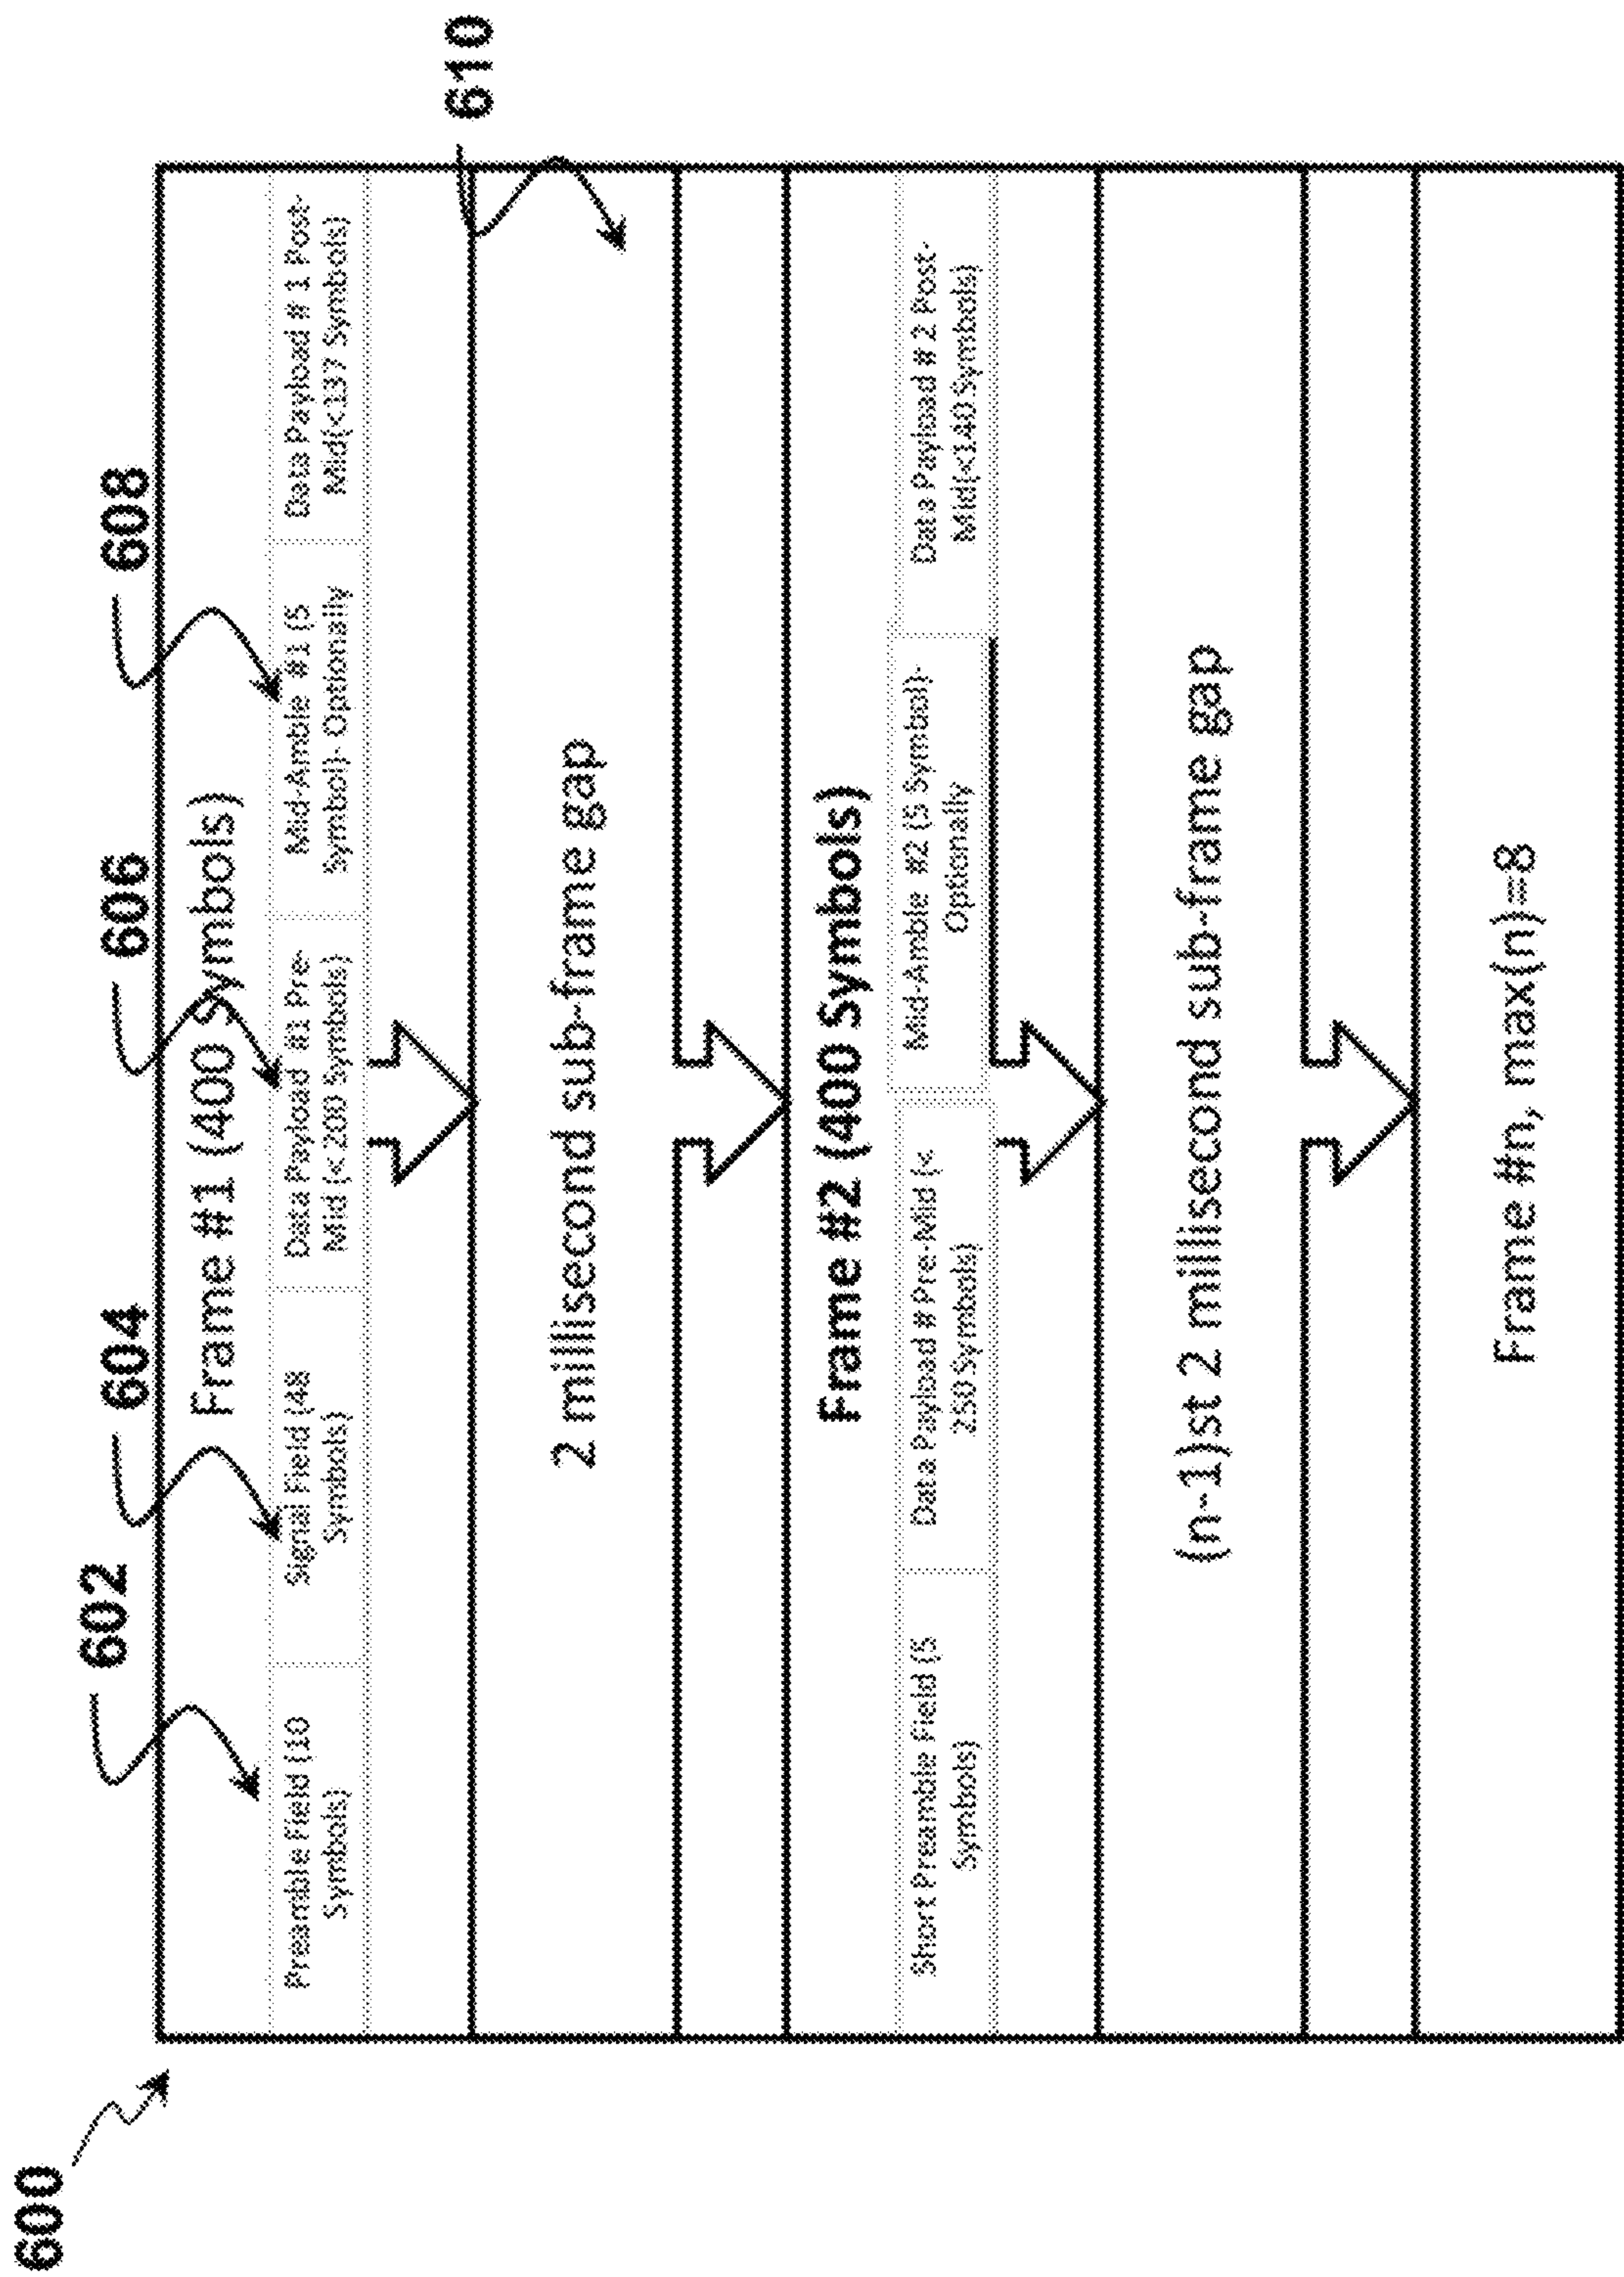 600
602
604
606
608
610
Frame #1 (400 Symbols)
Preamble Field (10
Symbols)
Signal Field (48
Symbols)
Data Payload #1 Pre-
Mid (< 200 Symbols)
Mid-Amble #1 (5
Symbol)- Optionally
Data Payload # 1 Post-
Mid(<137 Symbols)
2 millisecond sub-frame gap
Frame #2 (400 Symbols)
Short Preamble Field (5
Symbols)
Data Payload # Pre-Mid (<
250 Symbols)
Mid-Amble #2 (5 Symbol)-
Optionally
Data Payload # 2 Post-
Mid(<140 Symbols)
(n-1)st 2 millisecond sub-frame gap
Frame #n, max(n)=8